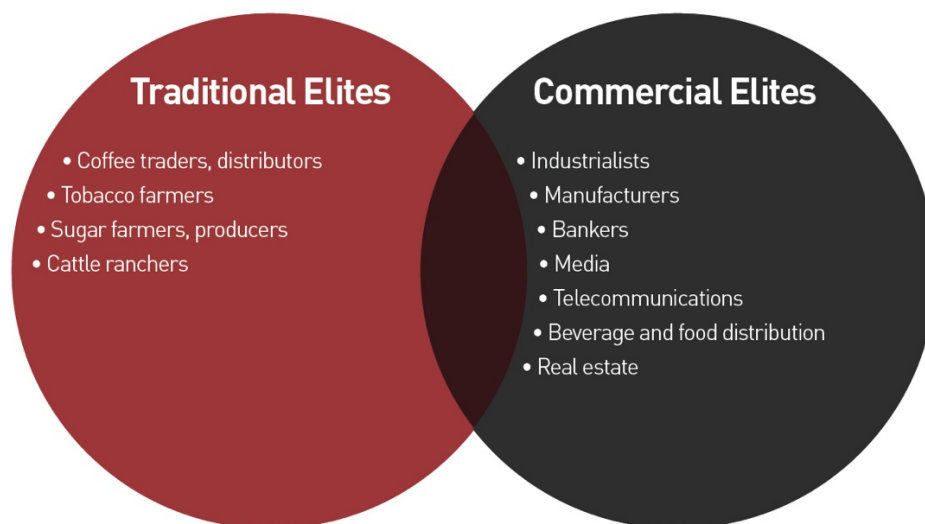 Traditional Elites
• Coffee traders, distributors
• Tobacco farmers
• Sugar farmers, producers
• Cattle ranchers
Commercial Elites
• Industrialists
• Manufacturers
• Bankers
• Media
• Telecommunications
• Beverage and food distribution
• Real estate